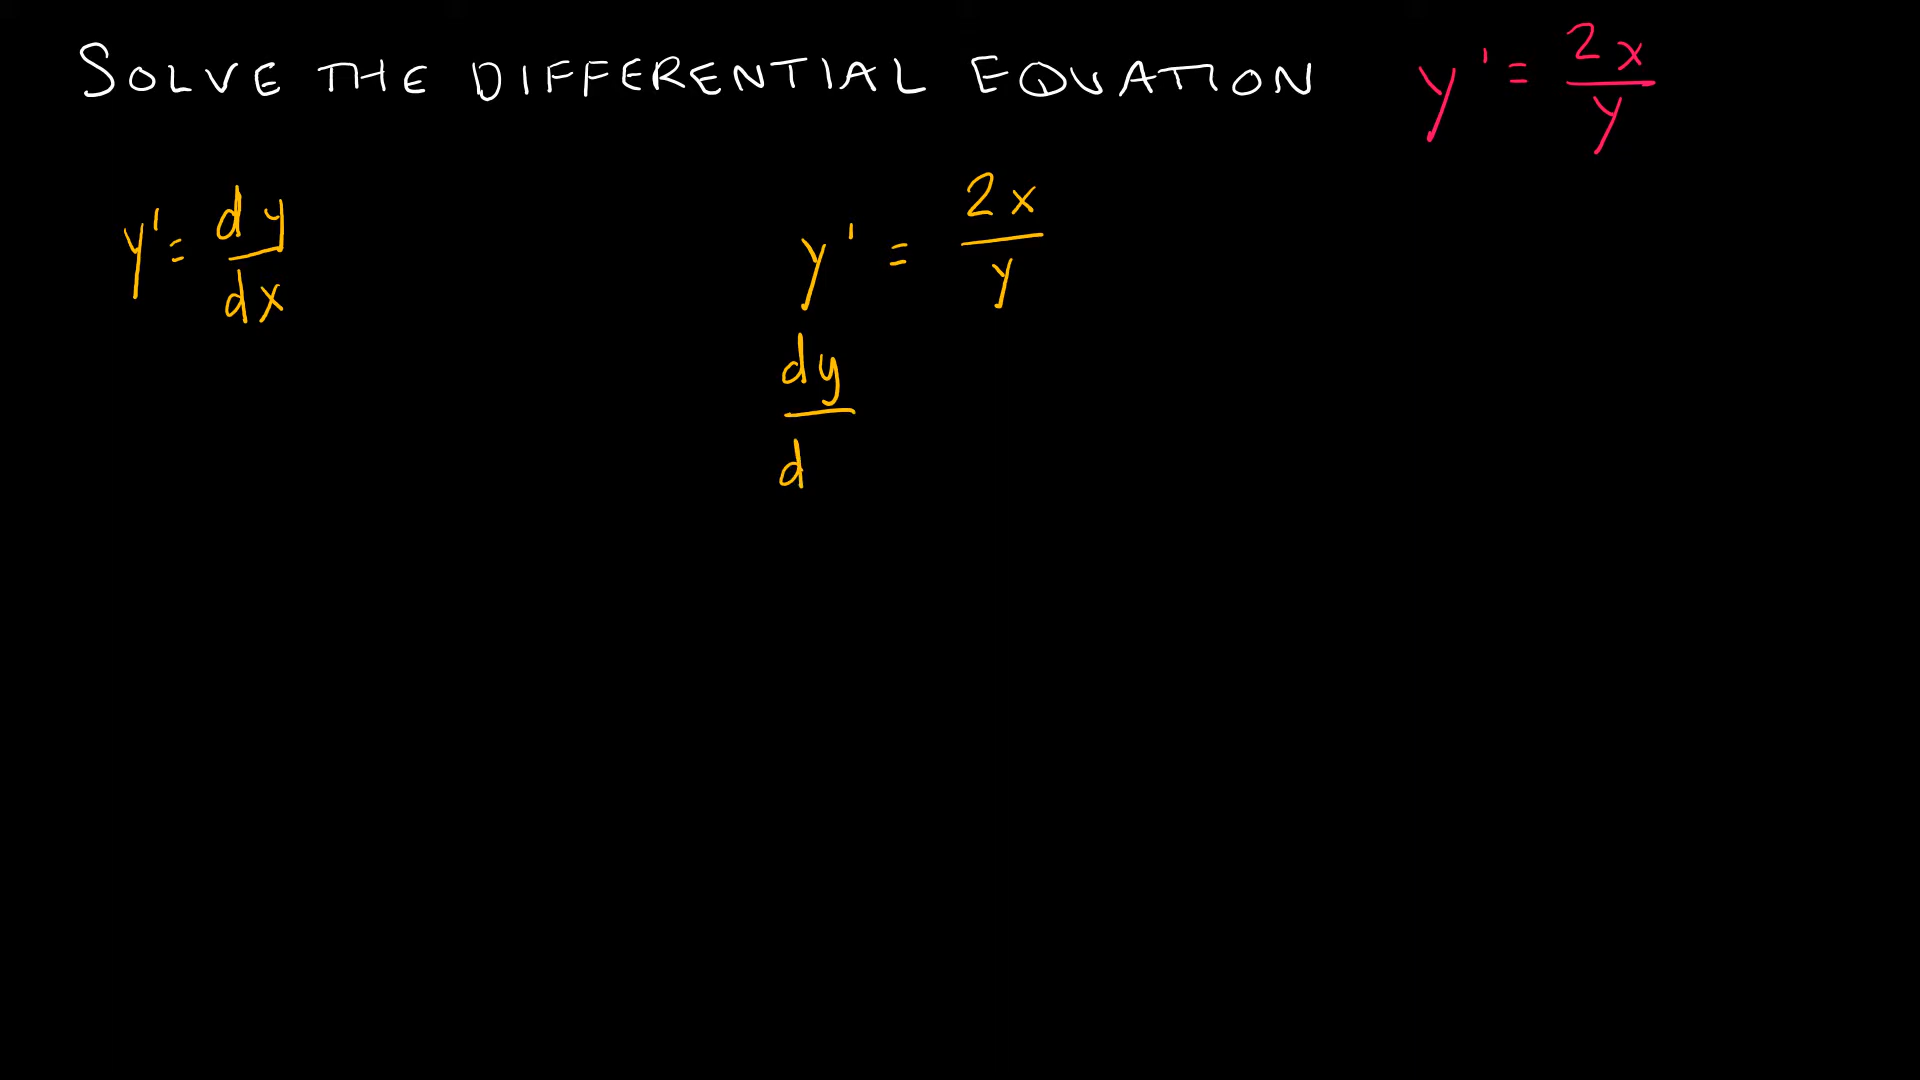 SOLVE THE DIFFERENTIAL EQUATION y' = 2x/y
y' = dy/dx
y' = 2x/y
dy/d